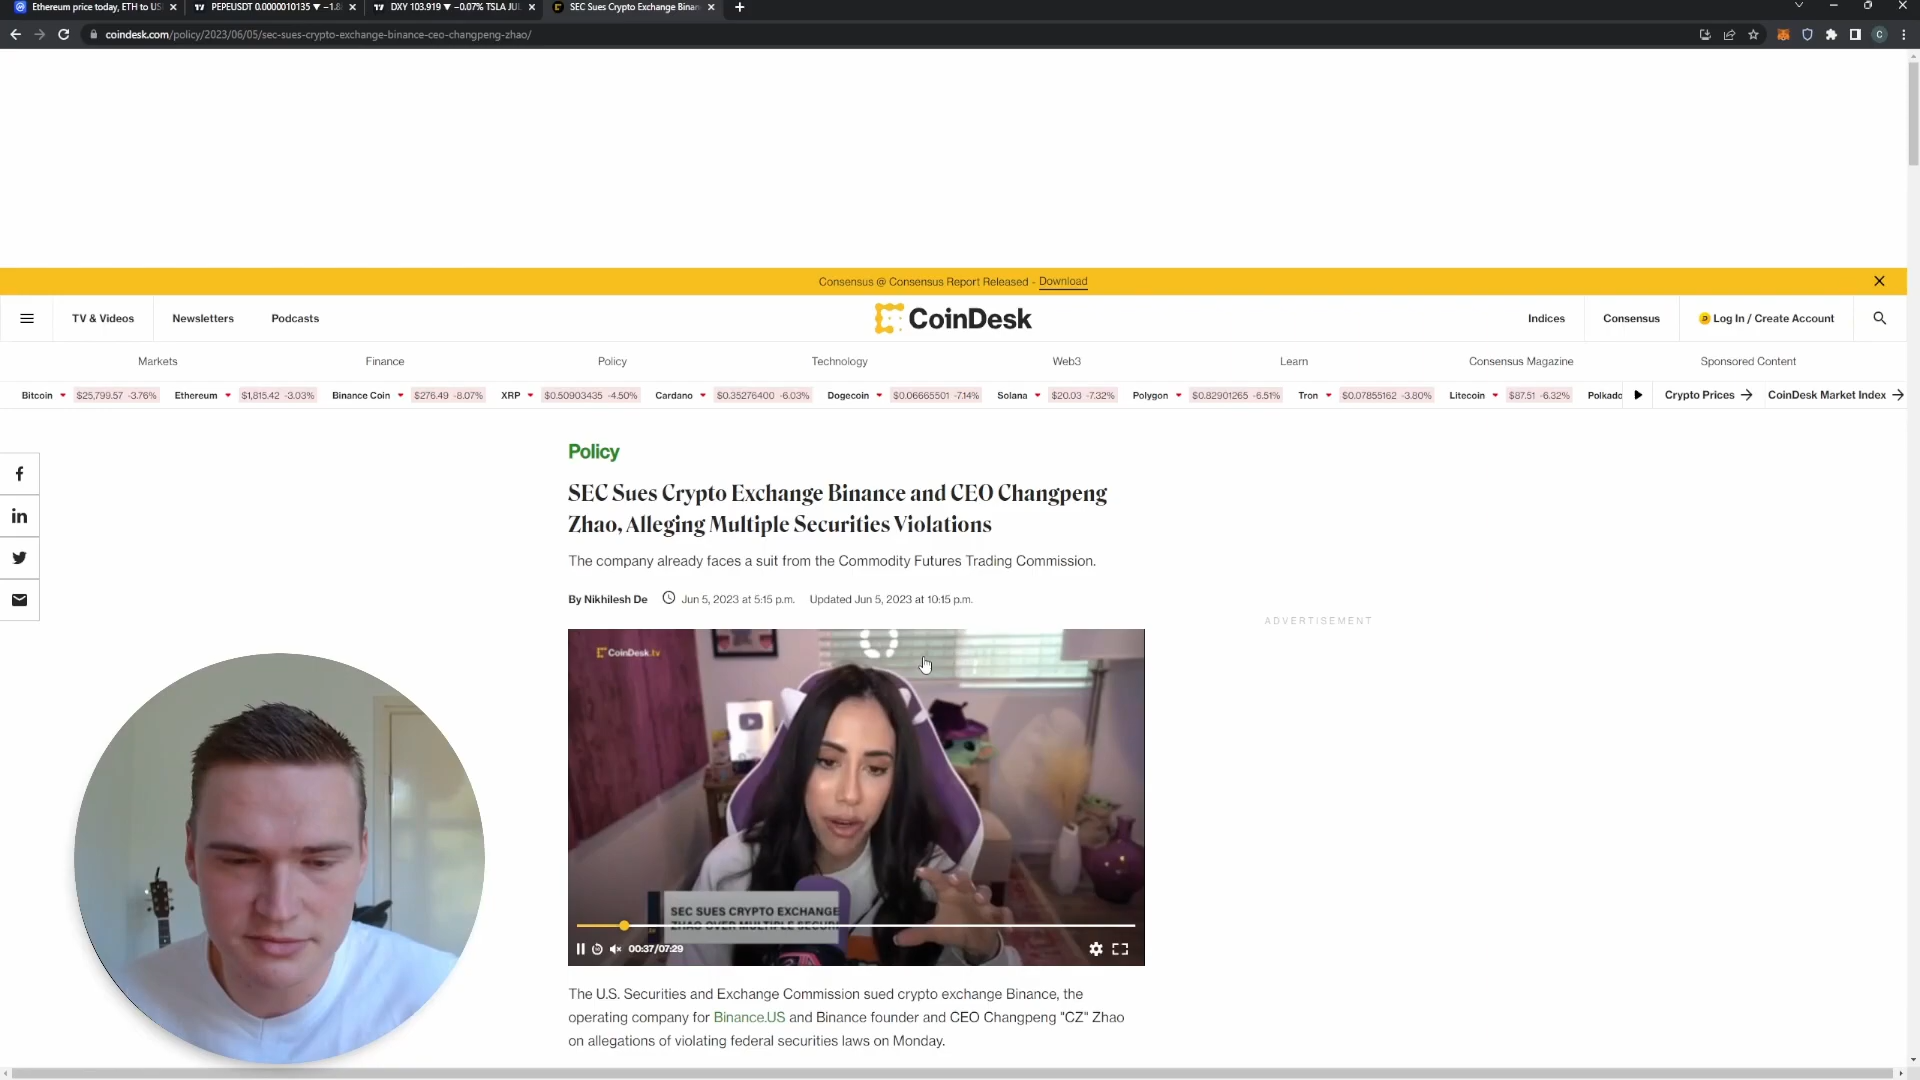 Ethereum price today, ETH to US
PEPEUSDT 0.0000010135 ▼ −1.8
DXY 103.919 ▼ −0.07% TSLA JUL
SEC Sues Crypto Exchange Binan
coindesk.com/policy/2023/06/05/sec-sues-crypto-exchange-binance-ceo-changpeng-zhao/
C
Consensus @ Consensus Report Released - Download
TV & Videos
Newsletters
Podcasts
CoinDesk
Indices
Consensus
Log In / Create Account
Markets
Finance
Policy
Technology
Web3
Learn
Consensus Magazine
Sponsored Content
Bitcoin $25,799.57 -3.76%
Ethereum $1,815.42 -3.03%
Binance Coin $276.49 -8.07%
XRP $0.50903435 -4.50%
Cardano $0.35276400 -6.03%
Dogecoin $0.06665501 -7.14%
Solana $20.03 -7.32%
Polygon $0.82901265 -6.51%
Tron $0.07855162 -3.80%
Litecoin $87.51 -6.32%
Polkado
Crypto Prices
CoinDesk Market Index
Policy
SEC Sues Crypto Exchange Binance and CEO Changpeng
Zhao, Alleging Multiple Securities Violations
The company already faces a suit from the Commodity Futures Trading Commission.
By Nikhilesh De Jun 5, 2023 at 5:15 p.m. Updated Jun 5, 2023 at 10:15 p.m.
ADVERTISEMENT
CoinDesk.tv
SEC SUES CRYPTO EXCHANGE
ZHAO OVER MULTIPLE SECURI
00:37/07:29
The U.S. Securities and Exchange Commission sued crypto exchange Binance, the
operating company for Binance.US and Binance founder and CEO Changpeng "CZ" Zhao
on allegations of violating federal securities laws on Monday.